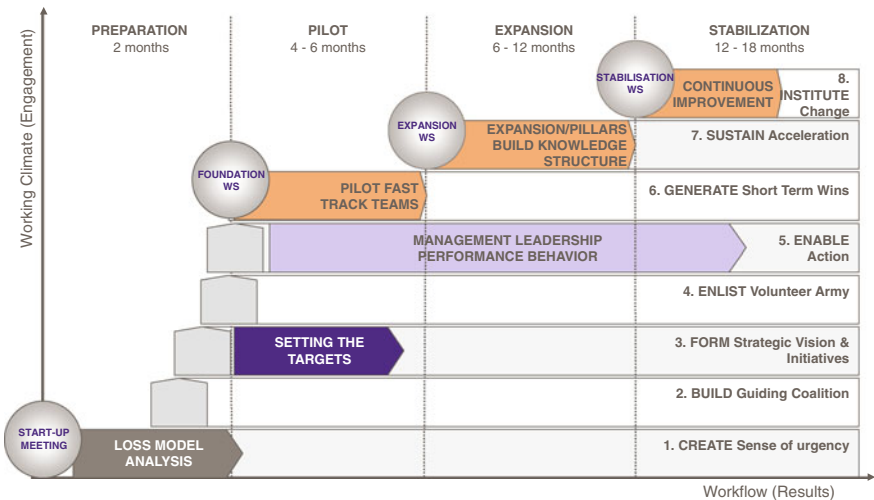 PREPARATION
2 months
PILOT
4 - 6 months
EXPANSION
6 - 12 months
STABILIZATION
12 - 18 months
Working Climate (Engagement)
STABILISATION
WS
CONTINUOUS
IMPROVEMENT
8.
INSTITUTE
Change
EXPANSION
WS
EXPANSION/PILLARS
BUILD KNOWLEDGE
STRUCTURE
7. SUSTAIN Acceleration
FOUNDATION
WS
PILOT FAST
TRACK TEAMS
6. GENERATE Short Term Wins
MANAGEMENT LEADERSHIP
PERFORMANCE BEHAVIOR
5. ENABLE
Action
4. ENLIST Volunteer Army
SETTING THE
TARGETS
3. FORM Strategic Vision &
Initiatives
2. BUILD Guiding Coalition
START-UP
MEETING
LOSS MODEL
ANALYSIS
1. CREATE Sense of urgency
Workflow (Results)